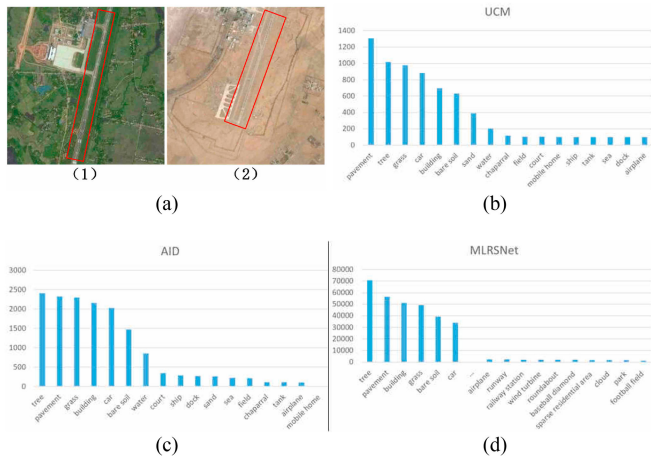 (1)
(2)
(a)
UCM
1400
1200
1000
800
600
400
200
0
pavement
tree
grass
car
building
bare soil
sand
water
chaparral
field
court
mobile home
ship
tank
sea
dock
airplane
(b)
AID
3000
2500
2000
1500
1000
500
0
tree
pavement
grass
building
car
bare soil
water
court
ship
dock
sand
sea
field
chaparral
tank
airplane
mobile home
(c)
MLRSNet
80000
70000
60000
50000
40000
30000
20000
10000
0
tree
pavement
building
grass
bare soil
car
...
airplane
runway
railway station
wind turbine
roundabout
baseball diamond
sparse residential area
cloud
park
football field
(d)